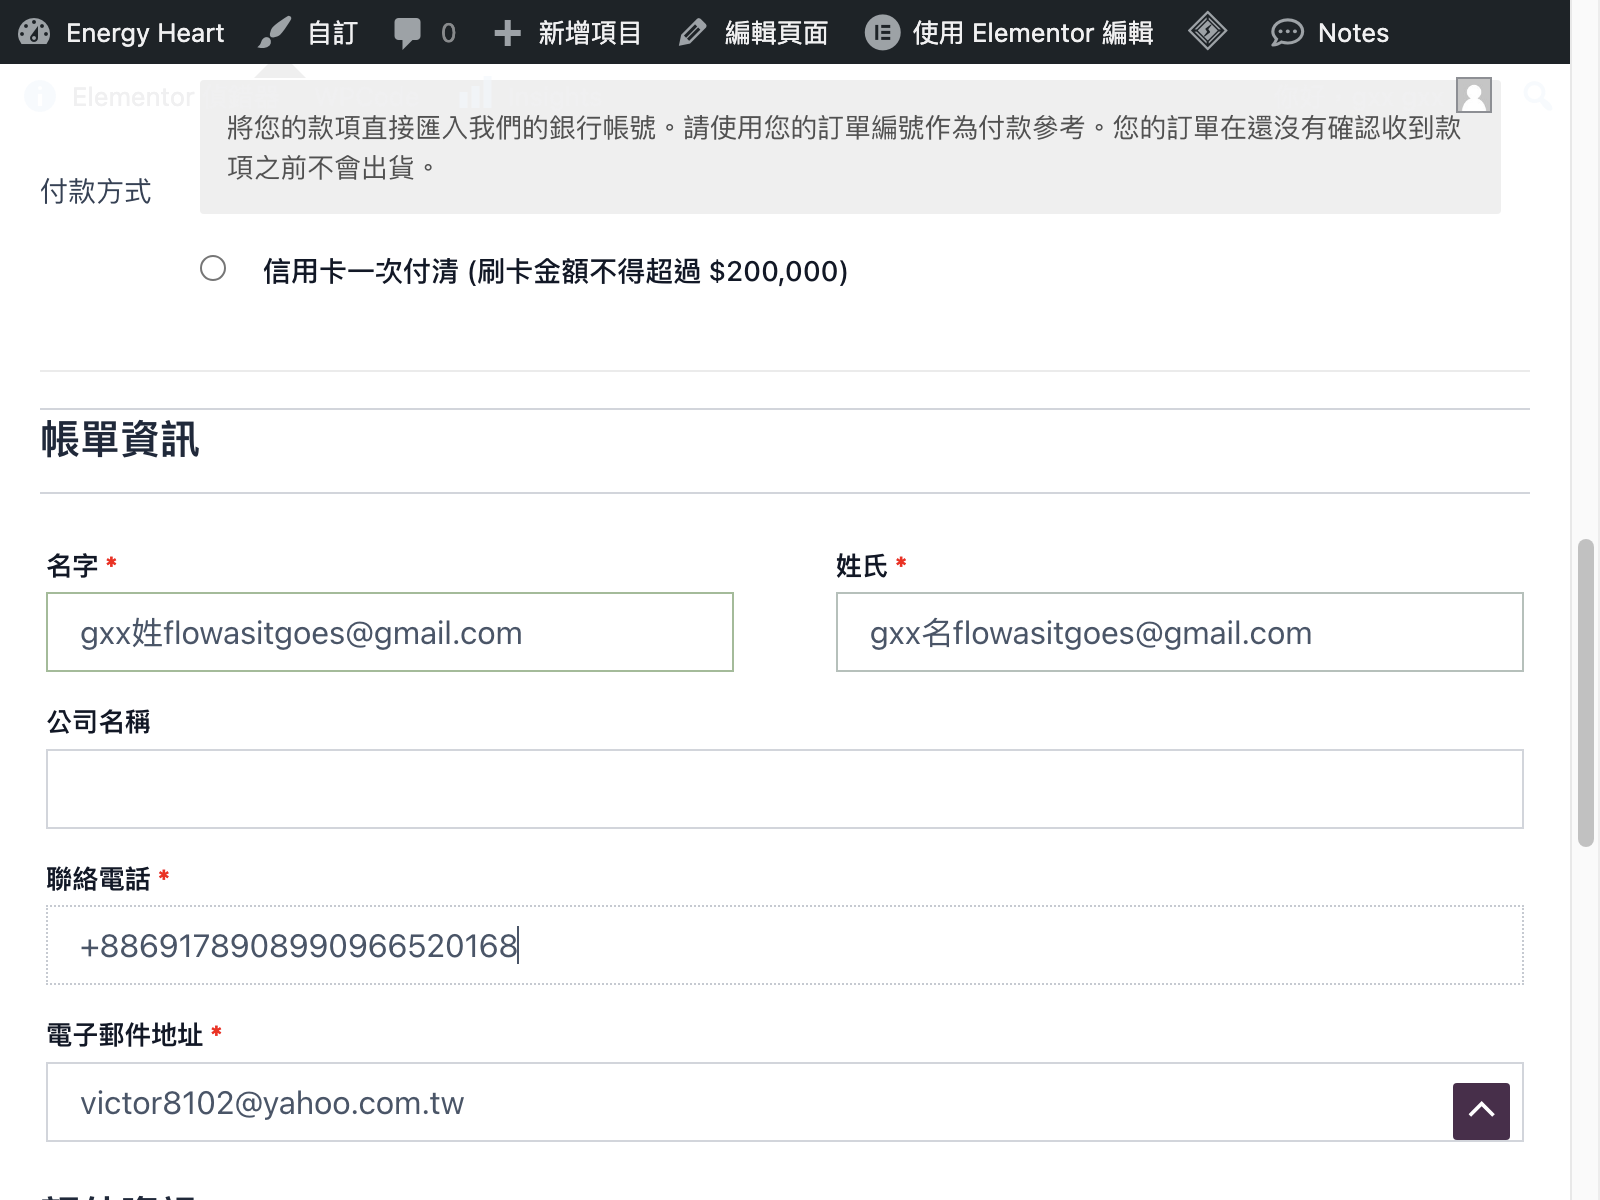 Energy Heart 自訂 0 新增項目 編輯頁面 使用 Elementor 編輯 Notes
Elementor
將您的款項直接匯入我們的銀行帳號。請使用您的訂單編號作為付款參考。您的訂單在還沒有確認收到款
項之前不會出貨。
付款方式
信用卡一次付清 (刷卡金額不得超過 $200,000)
帳單資訊
名字 *
姓氏 *
gxx姓flowasitgoes@gmail.com
gxx名flowasitgoes@gmail.com
公司名稱
聯絡電話 *
+8869178908990966520168
電子郵件地址 *
victor8102@yahoo.com.tw